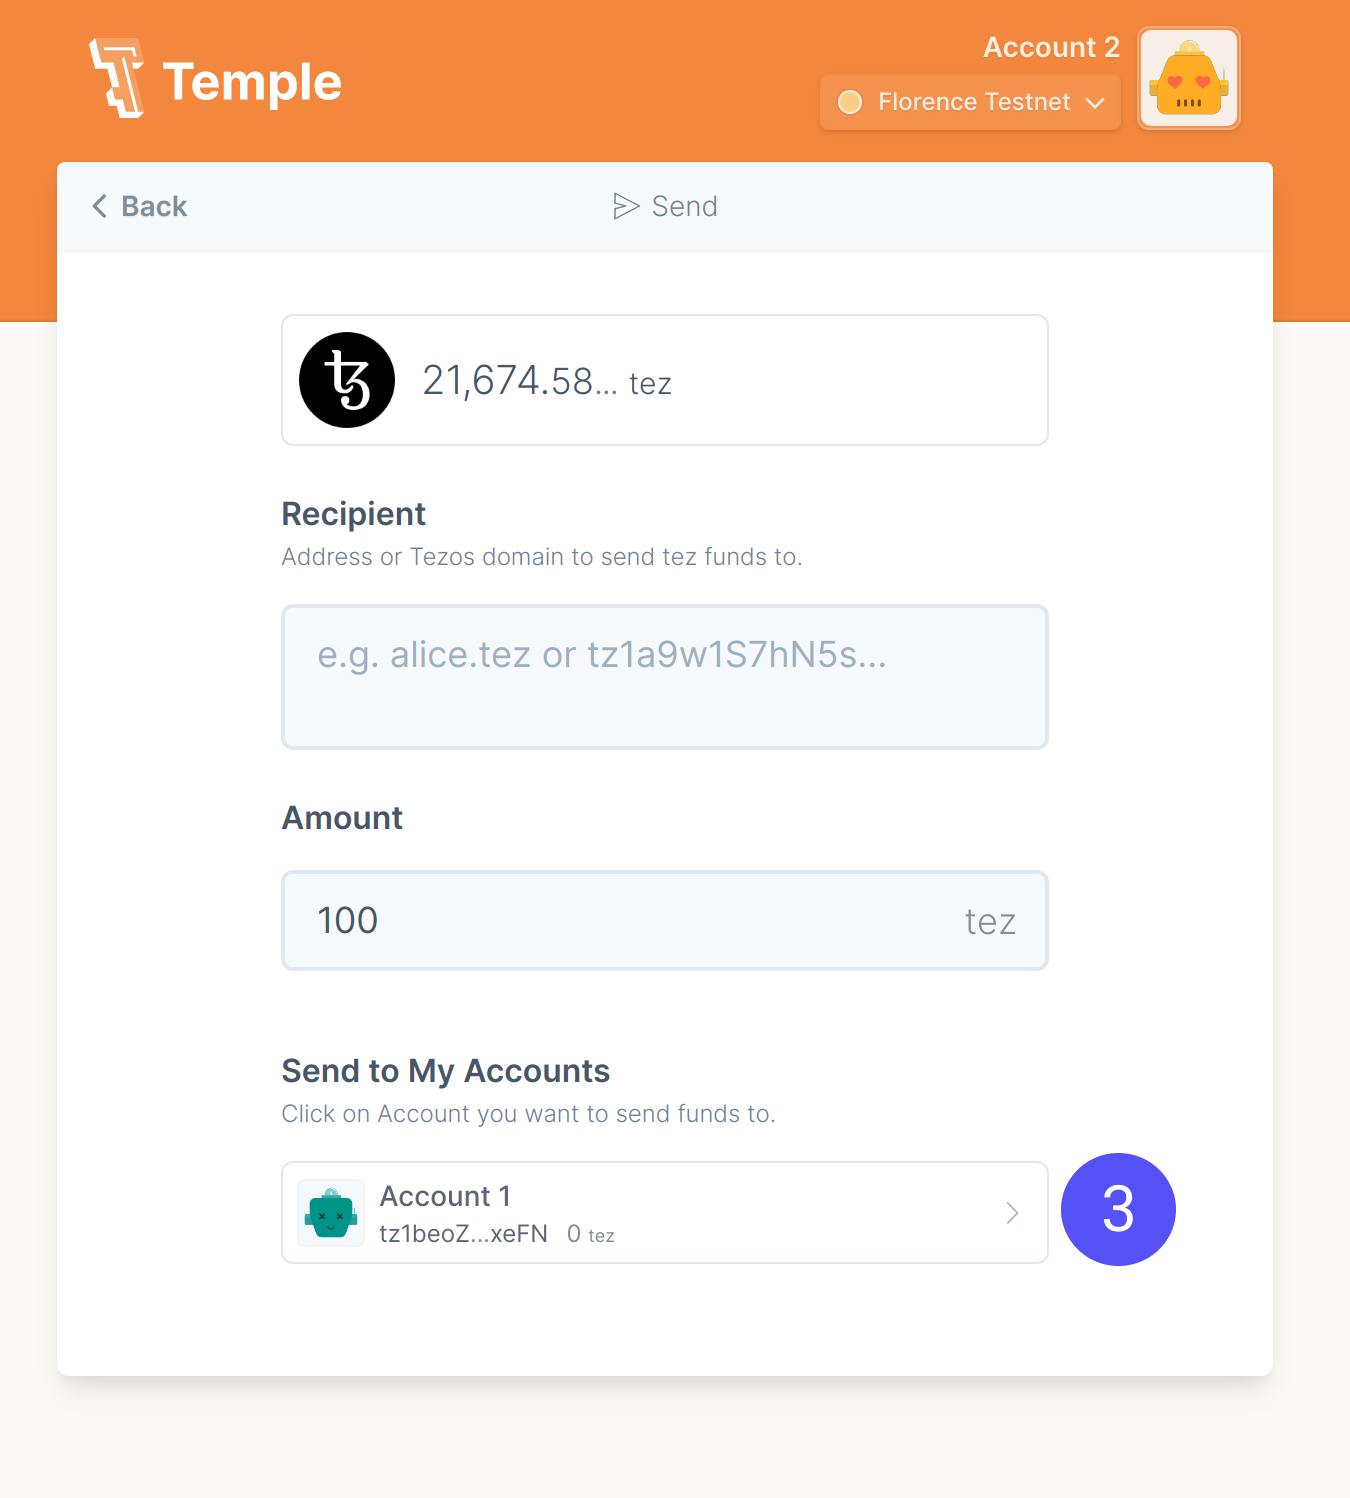 Temple
Account 2
Florence Testnet
Back
Send
21,674.58... tez
Recipient
Address or Tezos domain to send tez funds to.
e.g. alice.tez or tz1a9w1S7hN5s...
Amount
100
tez
Send to My Accounts
Click on Account you want to send funds to.
Account 1
tz1beoZ...xeFN 0 tez
3